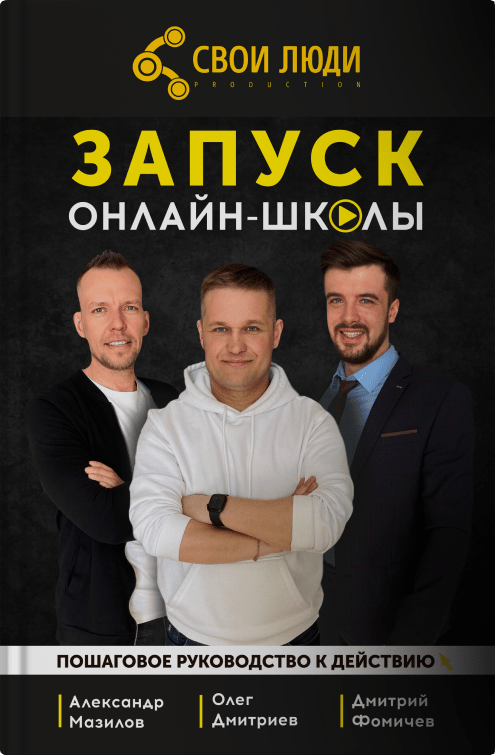 СВОИ ЛЮДИ
PRODUCTION
ЗАПУСК
ОНЛАЙН-ШКОЛЫ
ПОШАГОВОЕ РУКОВОДСТВО К ДЕЙСТВИЮ
Александр
Мазилов
Олег
Дмитриев
Дмитрий
Фомичев